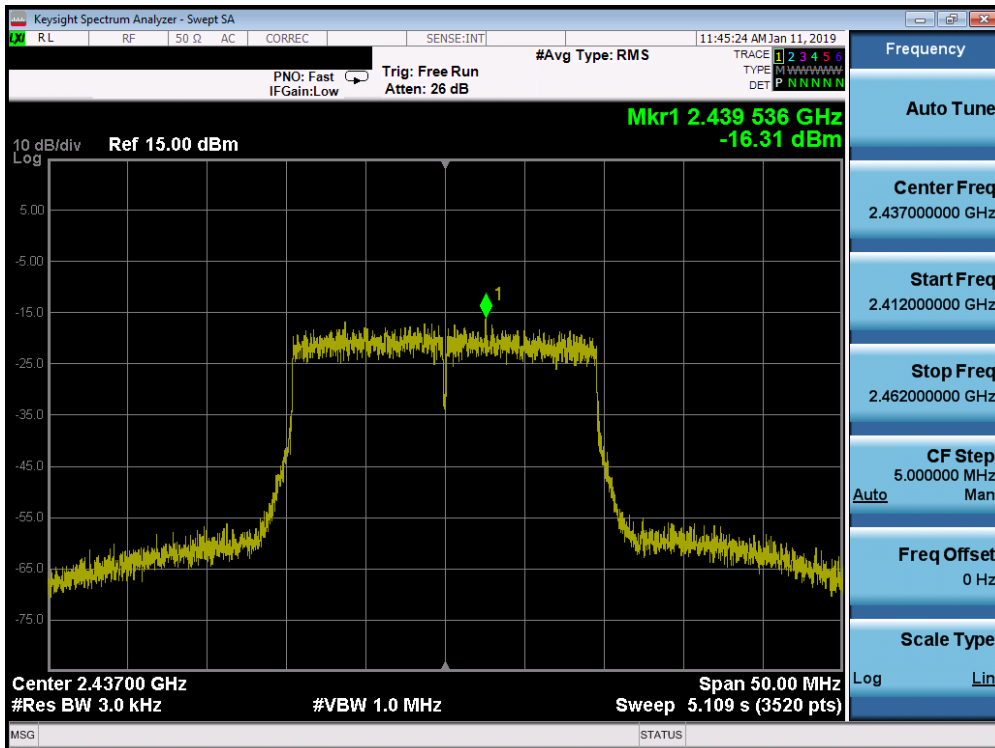 Keysight Spectrum Analyzer - Swept SA
LXI RL RF 50 Ω AC CORREC SENSE:INT 11:45:24 AM Jan 11, 2019
PNO: Fast
IFGain:Low
Trig: Free Run
Atten: 26 dB
#Avg Type: RMS
TRACE 1 2 3 4 5 6
TYPE M W W W W W
DET P N N N N N
Mkr1 2.439 536 GHz
-16.31 dBm
10 dB/div
Log
Ref 15.00 dBm
5.00
-5.00
-15.0
-25.0
-35.0
-45.0
-55.0
-65.0
-75.0
1
Center 2.43700 GHz
#Res BW 3.0 kHz
#VBW 1.0 MHz
Span 50.00 MHz
Sweep 5.109 s (3520 pts)
MSG
STATUS
Frequency
Auto Tune
Center Freq
2.437000000 GHz
Start Freq
2.412000000 GHz
Stop Freq
2.462000000 GHz
CF Step
5.000000 MHz
Auto Man
Freq Offset
0 Hz
Scale Type
Log Lin